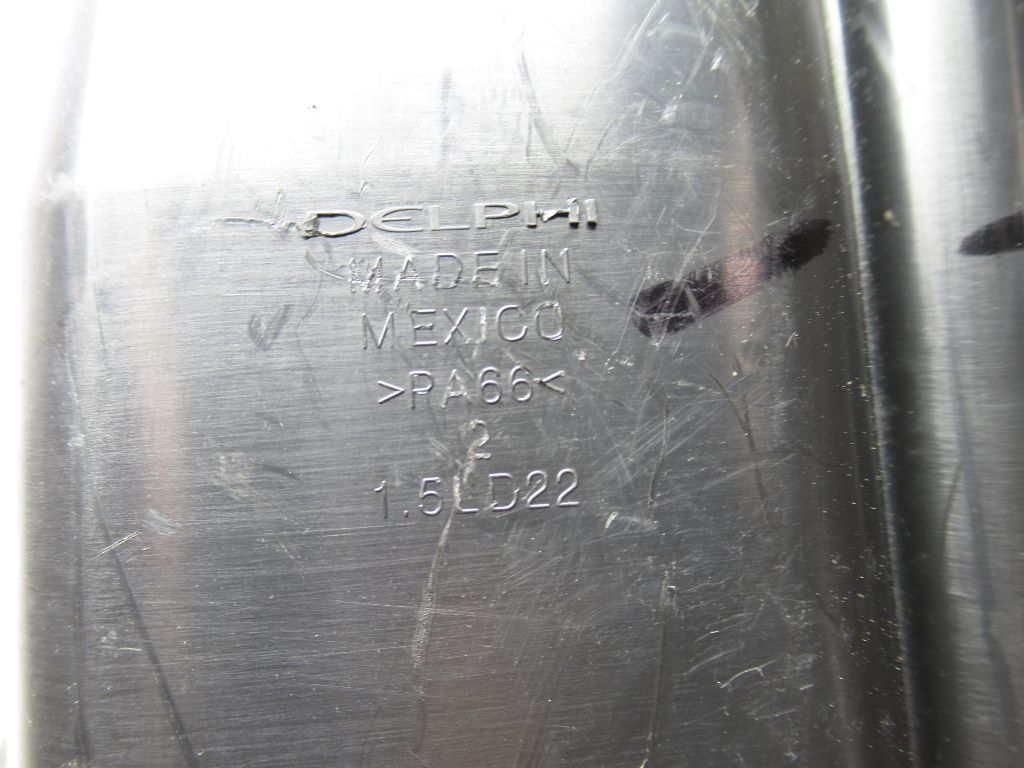 DELPHI
MADE IN
MEXICO
>PA66<
2
1.5LD22